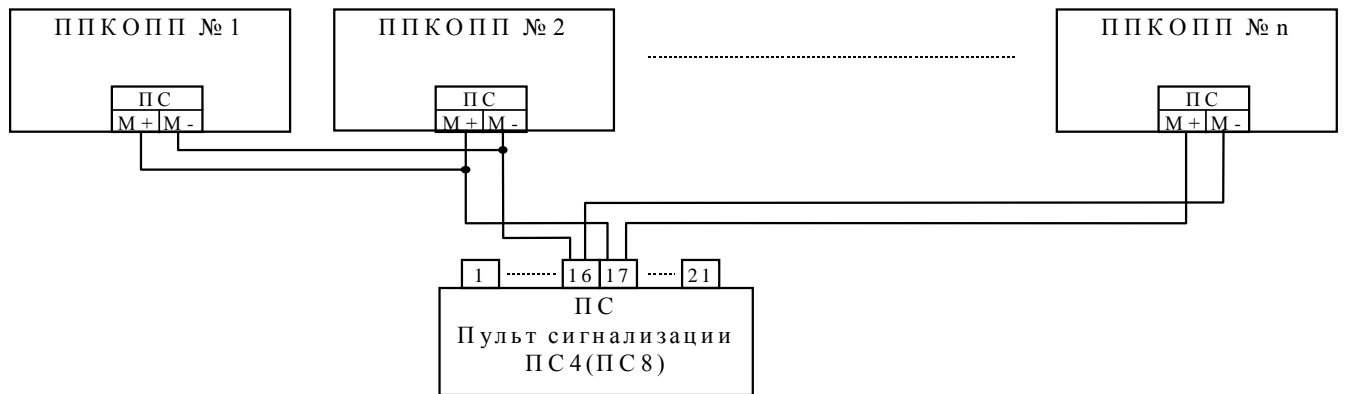 ППКОПП №1
ППКОПП №2
ППКОПП №n
ПС
ПС
ПС
М+ М-
М+ М-
М+ М-
1
16
17
21
ПС
Пульт сигнализации
ПС4(ПС8)